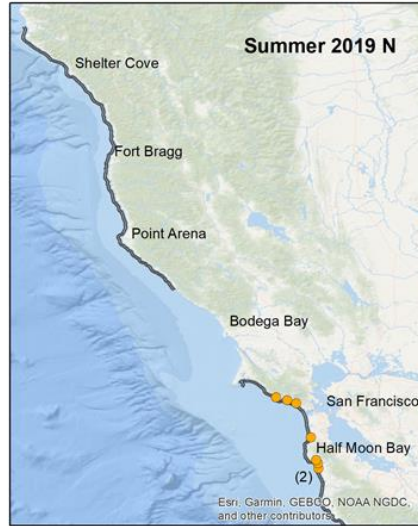 Summer 2019 N
Shelter Cove
Fort Bragg
Point Arena
Bodega Bay
San Francisco
Half Moon Bay
(2)
Esri, Garmin, GEBCO, NOAA NGDC,
and other contributors